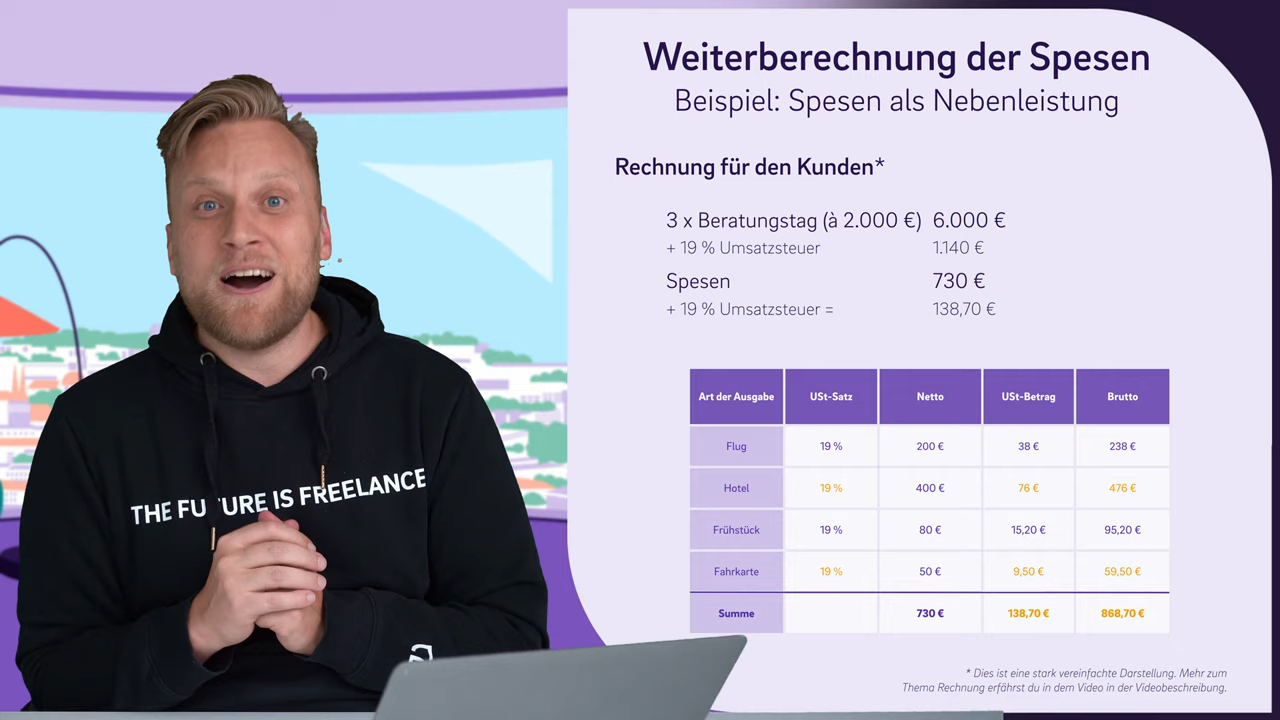 Weiterberechnung der Spesen
Beispiel: Spesen als Nebenleistung
Rechnung für den Kunden*
3 x Beratungstag (à 2.000 €) 6.000 €
+ 19 % Umsatzsteuer 1.140 €
Spesen 730 €
+ 19 % Umsatzsteuer = 138,70 €
Art der Ausgabe USt-Satz Netto USt-Betrag Brutto
Flug 19 % 200 € 38 € 238 €
Hotel 19 % 400 € 76 € 476 €
Frühstück 19 % 80 € 15,20 € 95,20 €
Fahrkarte 19 % 50 € 9,50 € 59,50 €
Summe 730 € 138,70 € 868,70 €
* Dies ist eine stark vereinfachte Darstellung. Mehr zum
Thema Rechnung erfährst du in dem Video in der Videobeschreibung.
THE FUTURE IS FREELANCE